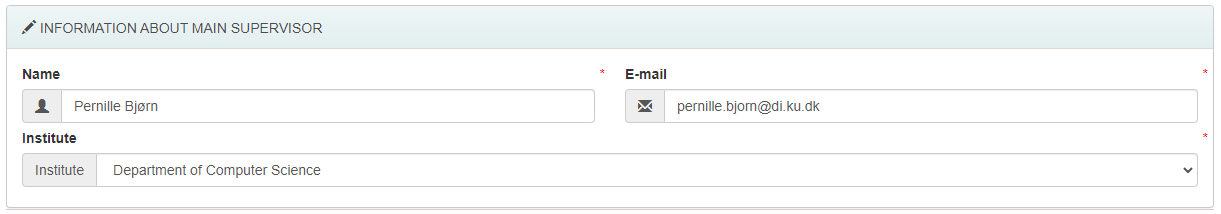 INFORMATION ABOUT MAIN SUPERVISOR
Name * E-mail *
Pernille Bjørn pernille.bjorn@di.ku.dk
Institute *
Institute Department of Computer Science